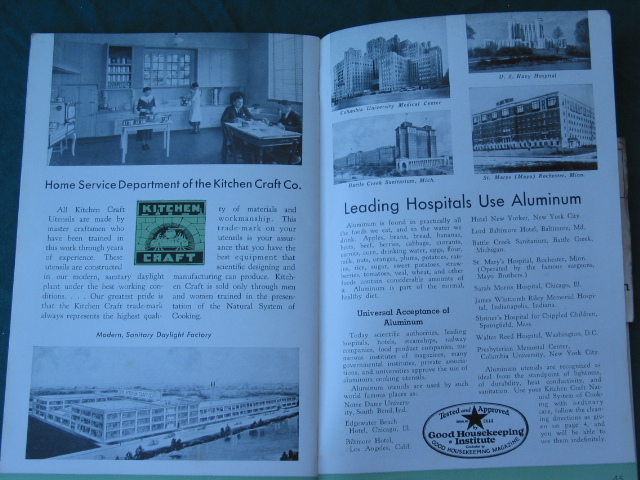 Home Service Department of the Kitchen Craft Co.
All Kitchen Craft
Utensils are made by
master craftsmen who
have been trained in
this work through years
of experience. These
utensils are constructed
in our modern, sanitary daylight
plant under the best working con-
ditions. . . . Our greatest pride is
that the Kitchen Craft trade-mark
always represents the highest quali-
KITCHEN
CRAFT
ty of materials and
workmanship. This
trade-mark on your
utensils is your assur-
ance that you have the
best equipment that
scientific designing and
manufacturing can produce. Kitch-
en Craft is sold only through men
and women trained in the presen-
tation of the Natural System of
Cooking.
Modern, Sanitary Daylight Factory
Columbia University Medical Center
U. S. Navy Hospital
Battle Creek Sanitarium, Mich.
St. Marys (Mayo) Rochester, Minn.
Leading Hospitals Use Aluminum
Aluminum is found in practically all
the foods we eat, and in the water we
drink. Apples, beans, bread, bananas,
beets, beef, berries, cabbage, carrots,
carrots, corn, drinking water, eggs, flour,
milk, oats, oranges, plums, potatoes,
rice, sugar, sweet potatoes, straw-
berries, tomatoes, veal, wheat, and other
foods contain considerable amounts of
Aluminum is part of the normal,
healthy diet.
Universal Acceptance of
Aluminum
Today scientific authorities, leading
hospitals, hotels, steamships, railway
companies, food product companies, nu-
merous institutes of magazines, many
governmental institutes, private associa-
tions, and universities approve the use of
aluminum cooking utensils.
Aluminum utensils are used by such
world famous places as:
Notre Dame Univers-
ity, South Bend, Ind.
Edgewater Beach
Hotel, Chicago, Ill.
Biltmore Hotel,
Los Angeles, Calif.
Hotel New Yorker, New York City.
Lord Baltimore Hotel, Baltimore, Md.
Battle Creek Sanitarium, Battle Creek,
Michigan
St. Mary's Hospital, Rochester, Minn.
(Operated by the famous surgeons,
Mayo Brothers.)
Sarah Morris Hospital, Chicago, Ill.
James Whitcomb Riley Memorial Hospi-
tal, Indianapolis, Indiana.
Shriner's Hospital for Crippled Children,
Springfield, Mass.
Walter Reed Hospital, Washington, D.C.
Presbyterian Memorial Center,
Columbia University, New York City.
Aluminum utensils are recognized as
ideal from the standpoint of lightness,
of durability, heat conductivity, and
sanitation. Use your Kitchen Craft Nat-
ural System of Cook-
ing with ordinary
care, follow the clean-
ing directions as giv-
en on page 4, and
you will be able to
use them indefinitely.
Tested and Approved
Good Housekeeping
Institute
Conducted by
GOOD HOUSEKEEPING MAGAZINE
45